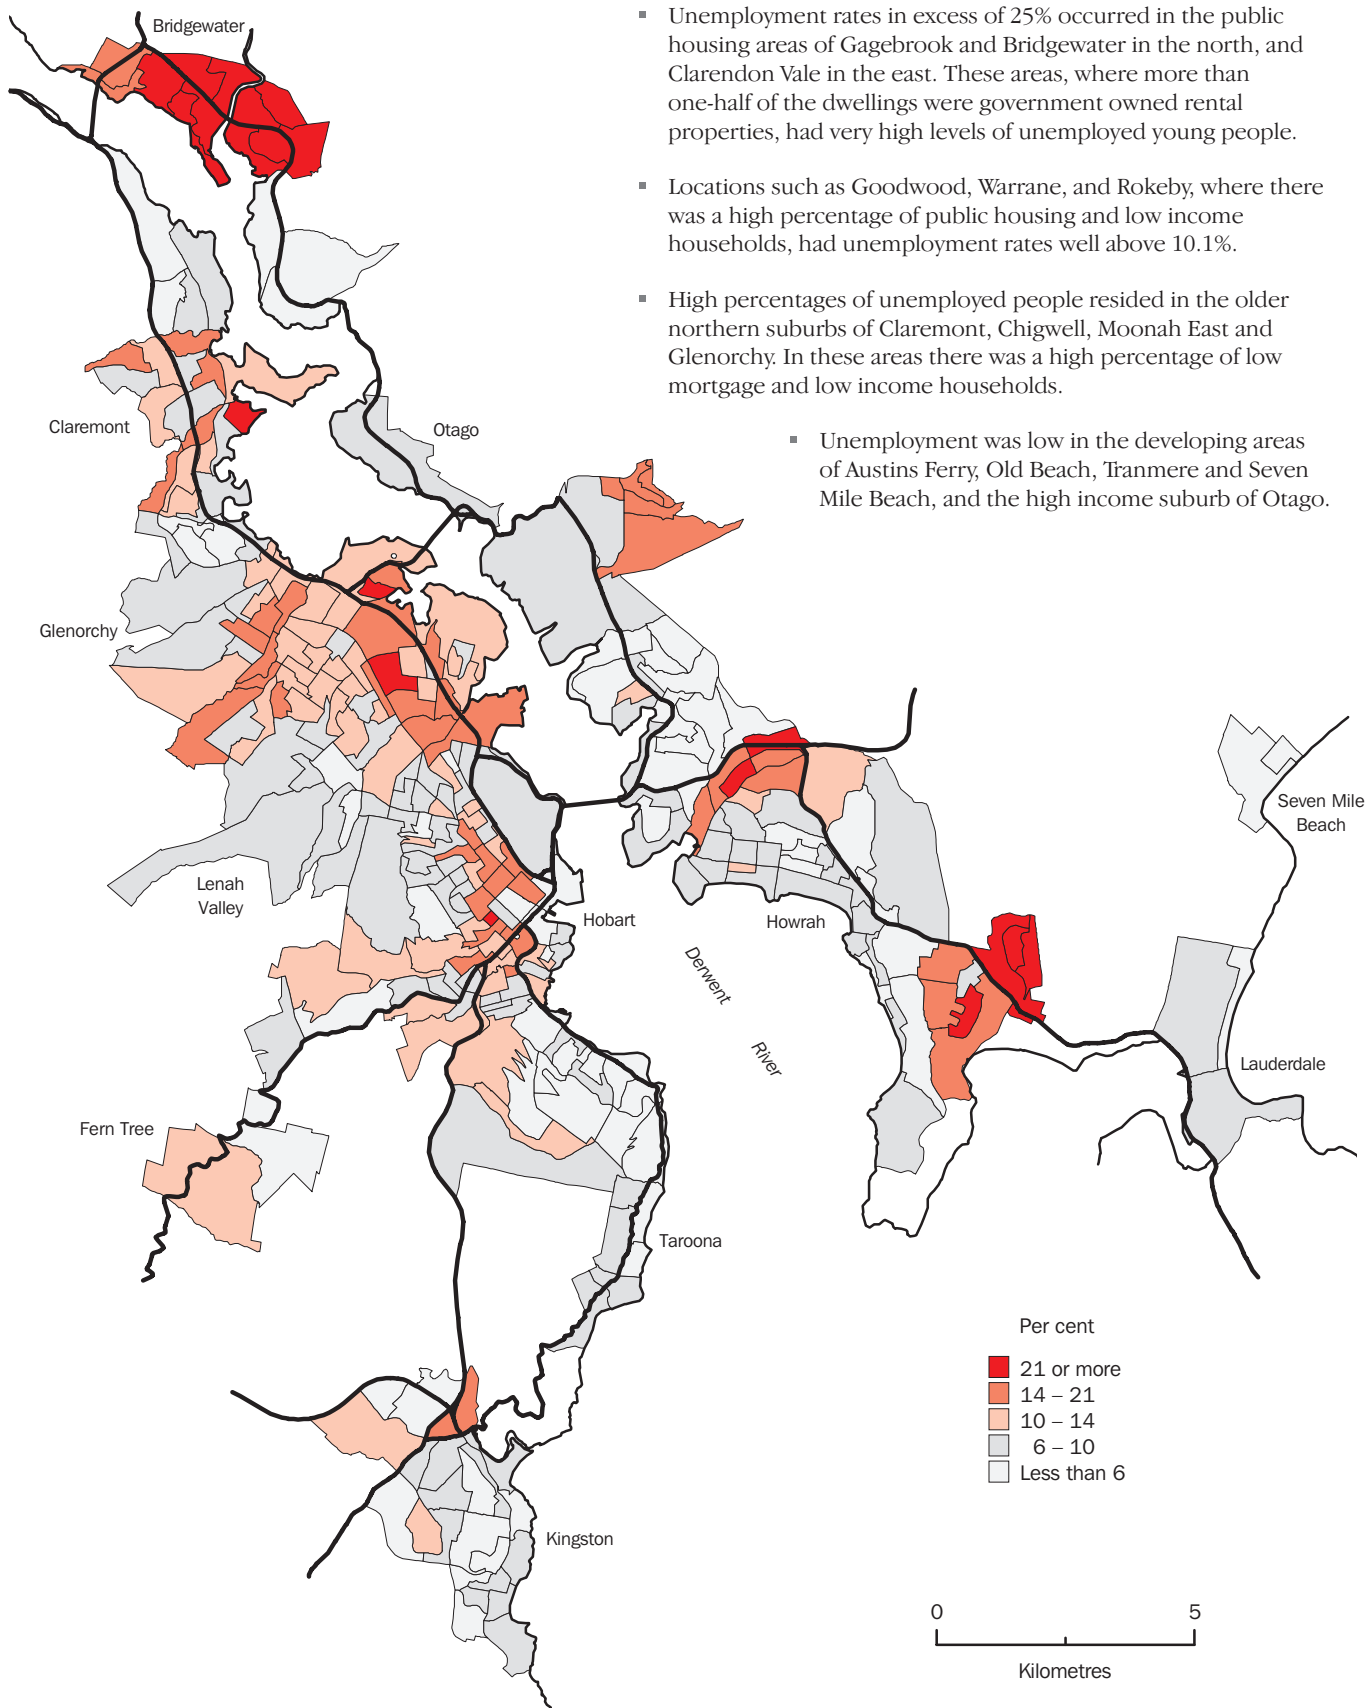 Bridgewater
▪ Unemployment rates in excess of 25% occurred in the public
housing areas of Gagebrook and Bridgewater in the north, and
Clarendon Vale in the east. These areas, where more than
one-half of the dwellings were government owned rental
properties, had very high levels of unemployed young people.
▪ Locations such as Goodwood, Warrane, and Rokeby, where there
was a high percentage of public housing and low income
households, had unemployment rates well above 10.1%.
▪ High percentages of unemployed people resided in the older
northern suburbs of Claremont, Chigwell, Moonah East and
Glenorchy. In these areas there was a high percentage of low
mortgage and low income households.
▪ Unemployment was low in the developing areas
of Austins Ferry, Old Beach, Tranmere and Seven
Mile Beach, and the high income suburb of Otago.
Claremont
Otago
Glenorchy
Seven Mile
Beach
Lenah
Valley
Hobart
Howrah
Derwent
River
Lauderdale
Fern Tree
Taroona
Kingston
Per cent
21 or more
14 – 21
10 – 14
6 – 10
Less than 6
0 5
Kilometres